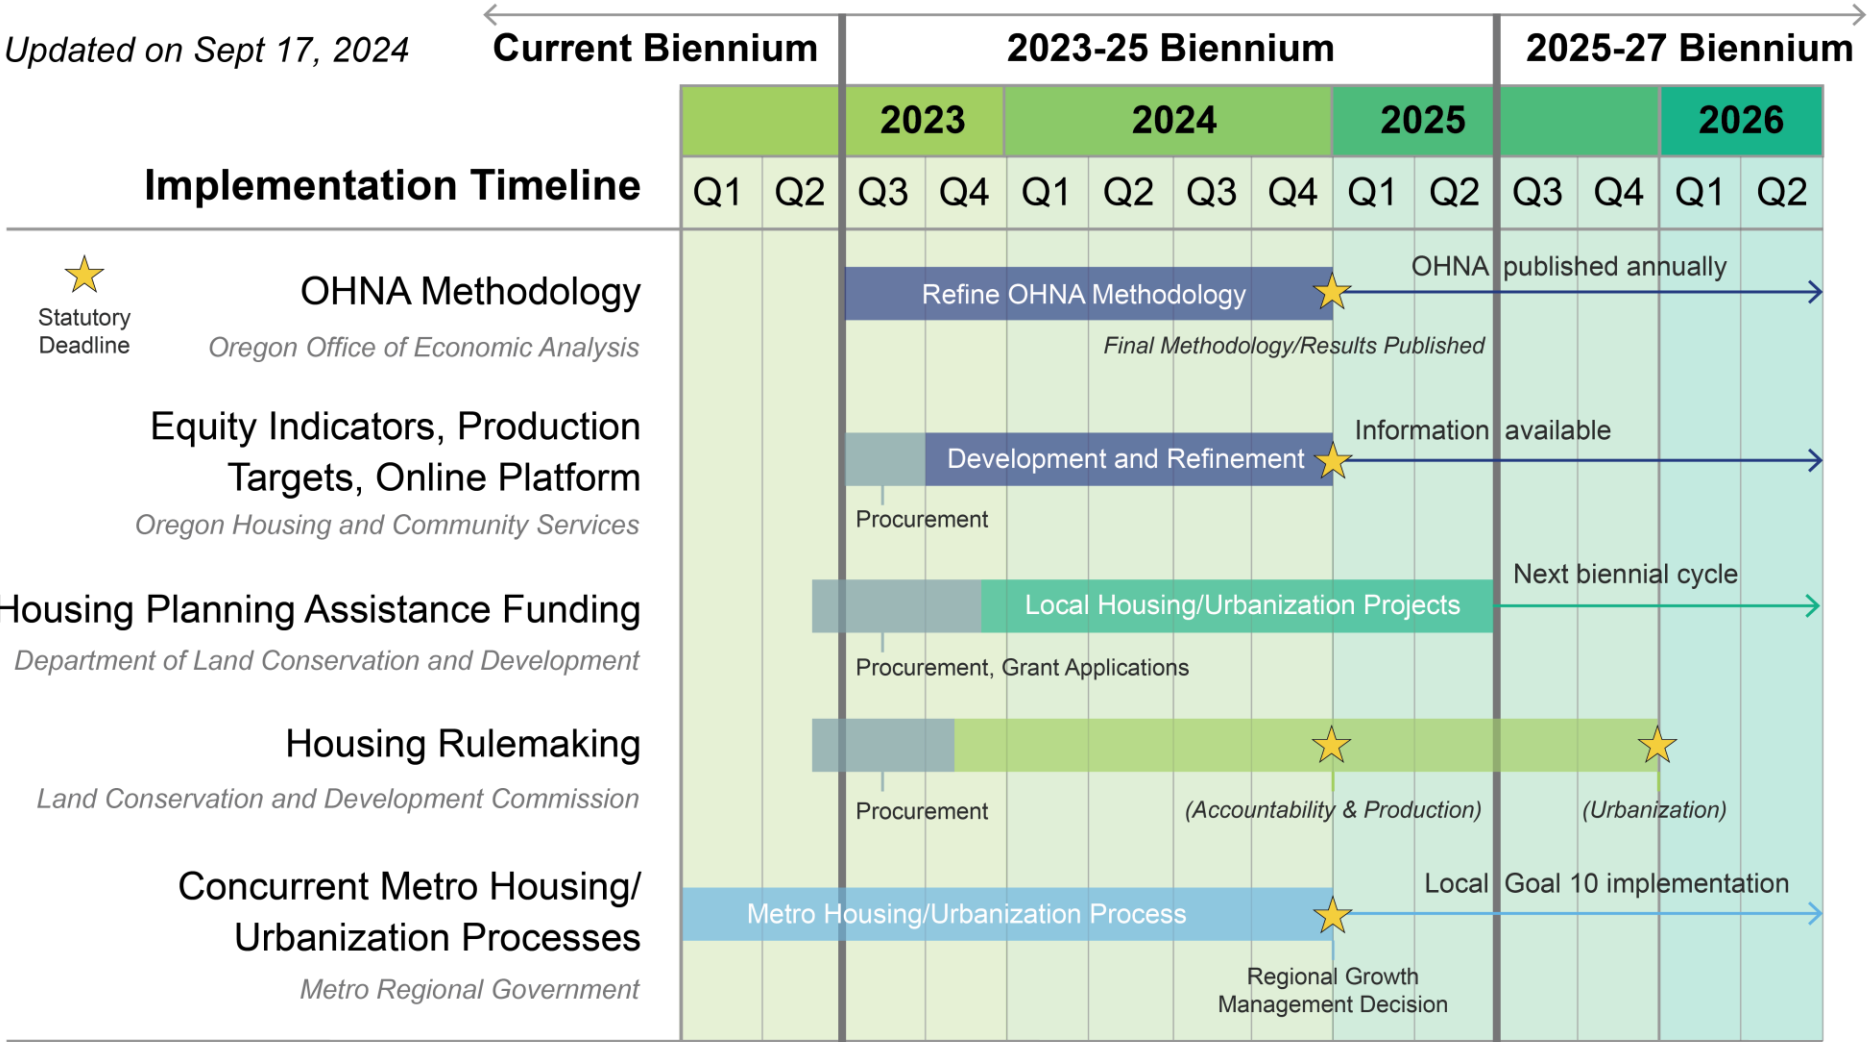 Updated on Sept 17, 2024
Current Biennium
2023-25 Biennium
2025-27 Biennium
2023
2024
2025
2026
Implementation Timeline
Q1 Q2 Q3 Q4 Q1 Q2 Q3 Q4 Q1 Q2 Q3 Q4 Q1 Q2
Statutory
Deadline
OHNA Methodology
Oregon Office of Economic Analysis
Refine OHNA Methodology
OHNA published annually
Final Methodology/Results Published
Equity Indicators, Production
Targets, Online Platform
Oregon Housing and Community Services
Development and Refinement
Information available
Procurement
Housing Planning Assistance Funding
Department of Land Conservation and Development
Local Housing/Urbanization Projects
Next biennial cycle
Procurement, Grant Applications
Housing Rulemaking
Land Conservation and Development Commission
Procurement
(Accountability & Production)
(Urbanization)
Concurrent Metro Housing/
Urbanization Processes
Metro Regional Government
Metro Housing/Urbanization Process
Local Goal 10 implementation
Regional Growth
Management Decision